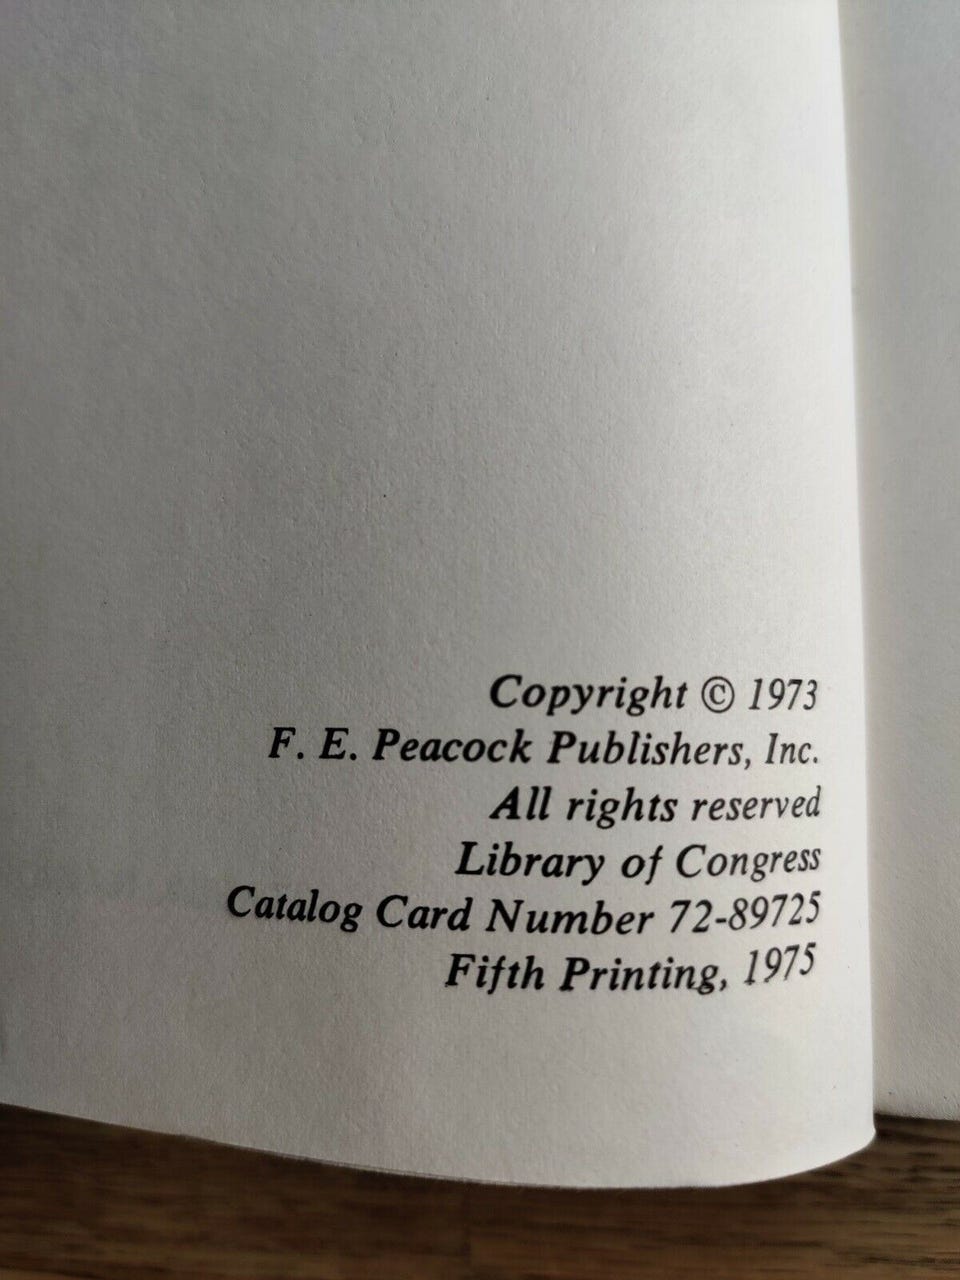 Copyright © 1973
F. E. Peacock Publishers, Inc.
All rights reserved
Library of Congress
Catalog Card Number 72-89725
Fifth Printing, 1975